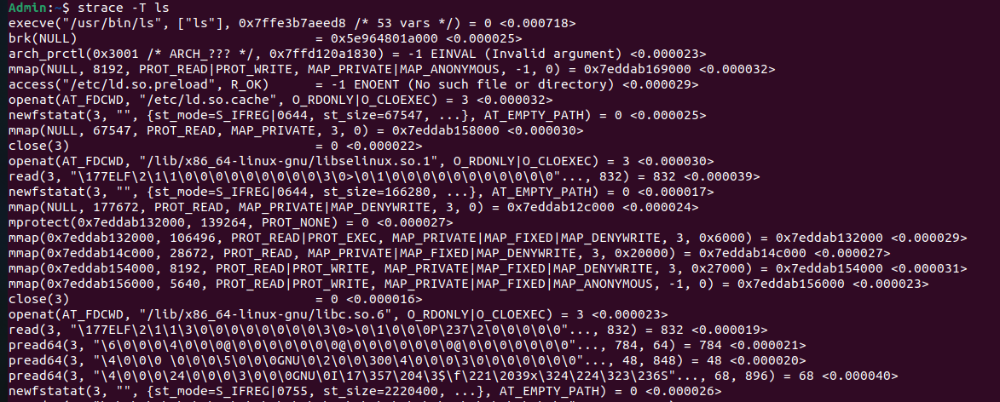 Admin:~$ strace -T ls
execve("/usr/bin/ls", ["ls"], 0x7ffe3b7aeed8 /* 53 vars */) = 0 <0.000718>
brk(NULL)                               = 0x5e964801a000 <0.000025>
arch_prctl(0x3001 /* ARCH_??? */, 0x7ffd120a1830) = -1 EINVAL (Invalid argument) <0.000023>
mmap(NULL, 8192, PROT_READ|PROT_WRITE, MAP_PRIVATE|MAP_ANONYMOUS, -1, 0) = 0x7eddab169000 <0.000032>
access("/etc/ld.so.preload", R_OK)      = -1 ENOENT (No such file or directory) <0.000029>
openat(AT_FDCWD, "/etc/ld.so.cache", O_RDONLY|O_CLOEXEC) = 3 <0.000032>
newfstatat(3, "", {st_mode=S_IFREG|0644, st_size=67547, ...}, AT_EMPTY_PATH) = 0 <0.000025>
mmap(NULL, 67547, PROT_READ, MAP_PRIVATE, 3, 0) = 0x7eddab158000 <0.000030>
close(3)                                = 0 <0.000022>
openat(AT_FDCWD, "/lib/x86_64-linux-gnu/libselinux.so.1", O_RDONLY|O_CLOEXEC) = 3 <0.000030>
read(3, "\177ELF\2\1\1\0\0\0\0\0\0\0\0\0\3\0>\0\1\0\0\0\0\0\0\0\0\0\0\0"..., 832) = 832 <0.000039>
newfstatat(3, "", {st_mode=S_IFREG|0644, st_size=166280, ...}, AT_EMPTY_PATH) = 0 <0.000017>
mmap(NULL, 177672, PROT_READ, MAP_PRIVATE|MAP_DENYWRITE, 3, 0) = 0x7eddab12c000 <0.000024>
mprotect(0x7eddab132000, 139264, PROT_NONE) = 0 <0.000027>
mmap(0x7eddab132000, 106496, PROT_READ|PROT_EXEC, MAP_PRIVATE|MAP_FIXED|MAP_DENYWRITE, 3, 0x6000) = 0x7eddab132000 <0.000029>
mmap(0x7eddab14c000, 28672, PROT_READ, MAP_PRIVATE|MAP_FIXED|MAP_DENYWRITE, 3, 0x20000) = 0x7eddab14c000 <0.000027>
mmap(0x7eddab154000, 8192, PROT_READ|PROT_WRITE, MAP_PRIVATE|MAP_FIXED|MAP_DENYWRITE, 3, 0x27000) = 0x7eddab154000 <0.000031>
mmap(0x7eddab156000, 5640, PROT_READ|PROT_WRITE, MAP_PRIVATE|MAP_FIXED|MAP_ANONYMOUS, -1, 0) = 0x7eddab156000 <0.000023>
close(3)                                = 0 <0.000016>
openat(AT_FDCWD, "/lib/x86_64-linux-gnu/libc.so.6", O_RDONLY|O_CLOEXEC) = 3 <0.000023>
read(3, "\177ELF\2\1\1\3\0\0\0\0\0\0\0\0\3\0>\0\1\0\0\0P\237\2\0\0\0\0\0"..., 832) = 832 <0.000019>
pread64(3, "\6\0\0\0\4\0\0\0@\0\0\0\0\0\0\0@\0\0\0\0\0\0\0@\0\0\0\0\0\0\0"..., 784, 64) = 784 <0.000021>
pread64(3, "\4\0\0\0 \0\0\0\5\0\0\0GNU\0\2\0\0\300\4\0\0\0\3\0\0\0\0\0\0\0"..., 48, 848) = 48 <0.000020>
pread64(3, "\4\0\0\0\24\0\0\0\3\0\0\0GNU\0I\17\357\204\3$\f\221\2039x\324\224\323\236S"..., 68, 896) = 68 <0.000040>
newfstatat(3, "", {st_mode=S_IFREG|0755, st_size=2220400, ...}, AT_EMPTY_PATH) = 0 <0.000026>